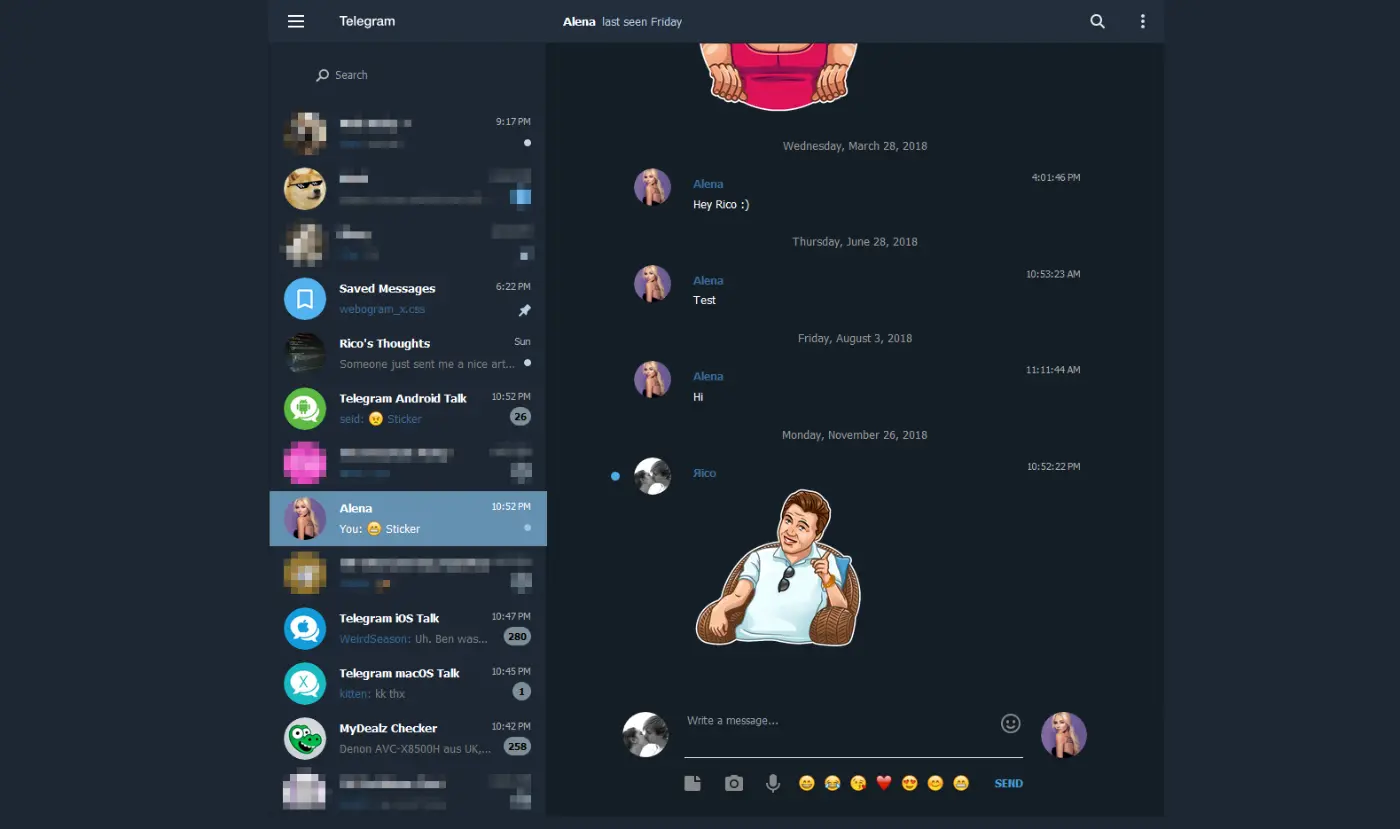 Telegram
Alena last seen Friday
Search
9:17 PM
Saved Messages 6:22 PM
webogram_x.css
Rico's Thoughts Sun
Someone just sent me a nice art...
Telegram Android Talk 10:52 PM
seid: 😠 Sticker 26
Alena 10:52 PM
You: 😁 Sticker
Telegram iOS Talk 10:47 PM
WeirdSeason: Uh. Ben was... 280
Telegram macOS Talk 10:45 PM
kitten: kk thx 1
MyDealz Checker 10:42 PM
Denon AVC-X8500H aus UK,... 258
Wednesday, March 28, 2018
Alena 4:01:46 PM
Hey Rico :)
Thursday, June 28, 2018
Alena 10:53:23 AM
Test
Friday, August 3, 2018
Alena 11:11:44 AM
Hi
Monday, November 26, 2018
Яico 10:52:22 PM
Write a message...
SEND